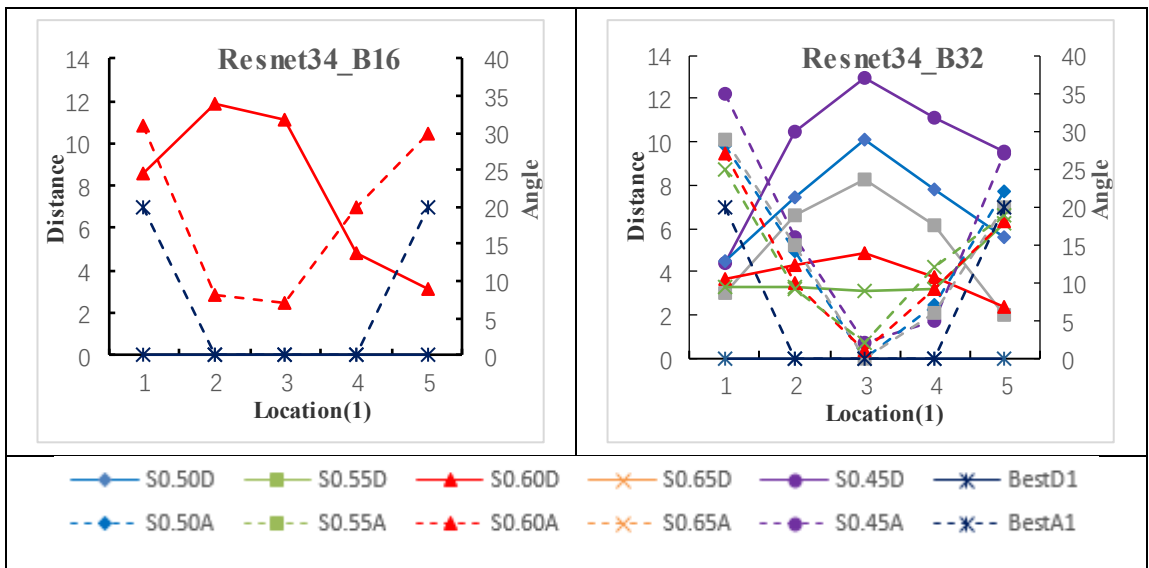 Resnet34_B16
14
12
10
8
6
4
2
0
40
35
30
25
20
15
10
5
0
Distance
Angle
1 2 3 4 5
Location(1)
Resnet34_B32
14
12
10
8
6
4
2
0
40
35
30
25
20
15
10
5
0
Distance
Angle
1 2 3 4 5
Location(1)
S0.50D S0.55D S0.60D S0.65D S0.45D BestD1
S0.50A S0.55A S0.60A S0.65A S0.45A BestA1